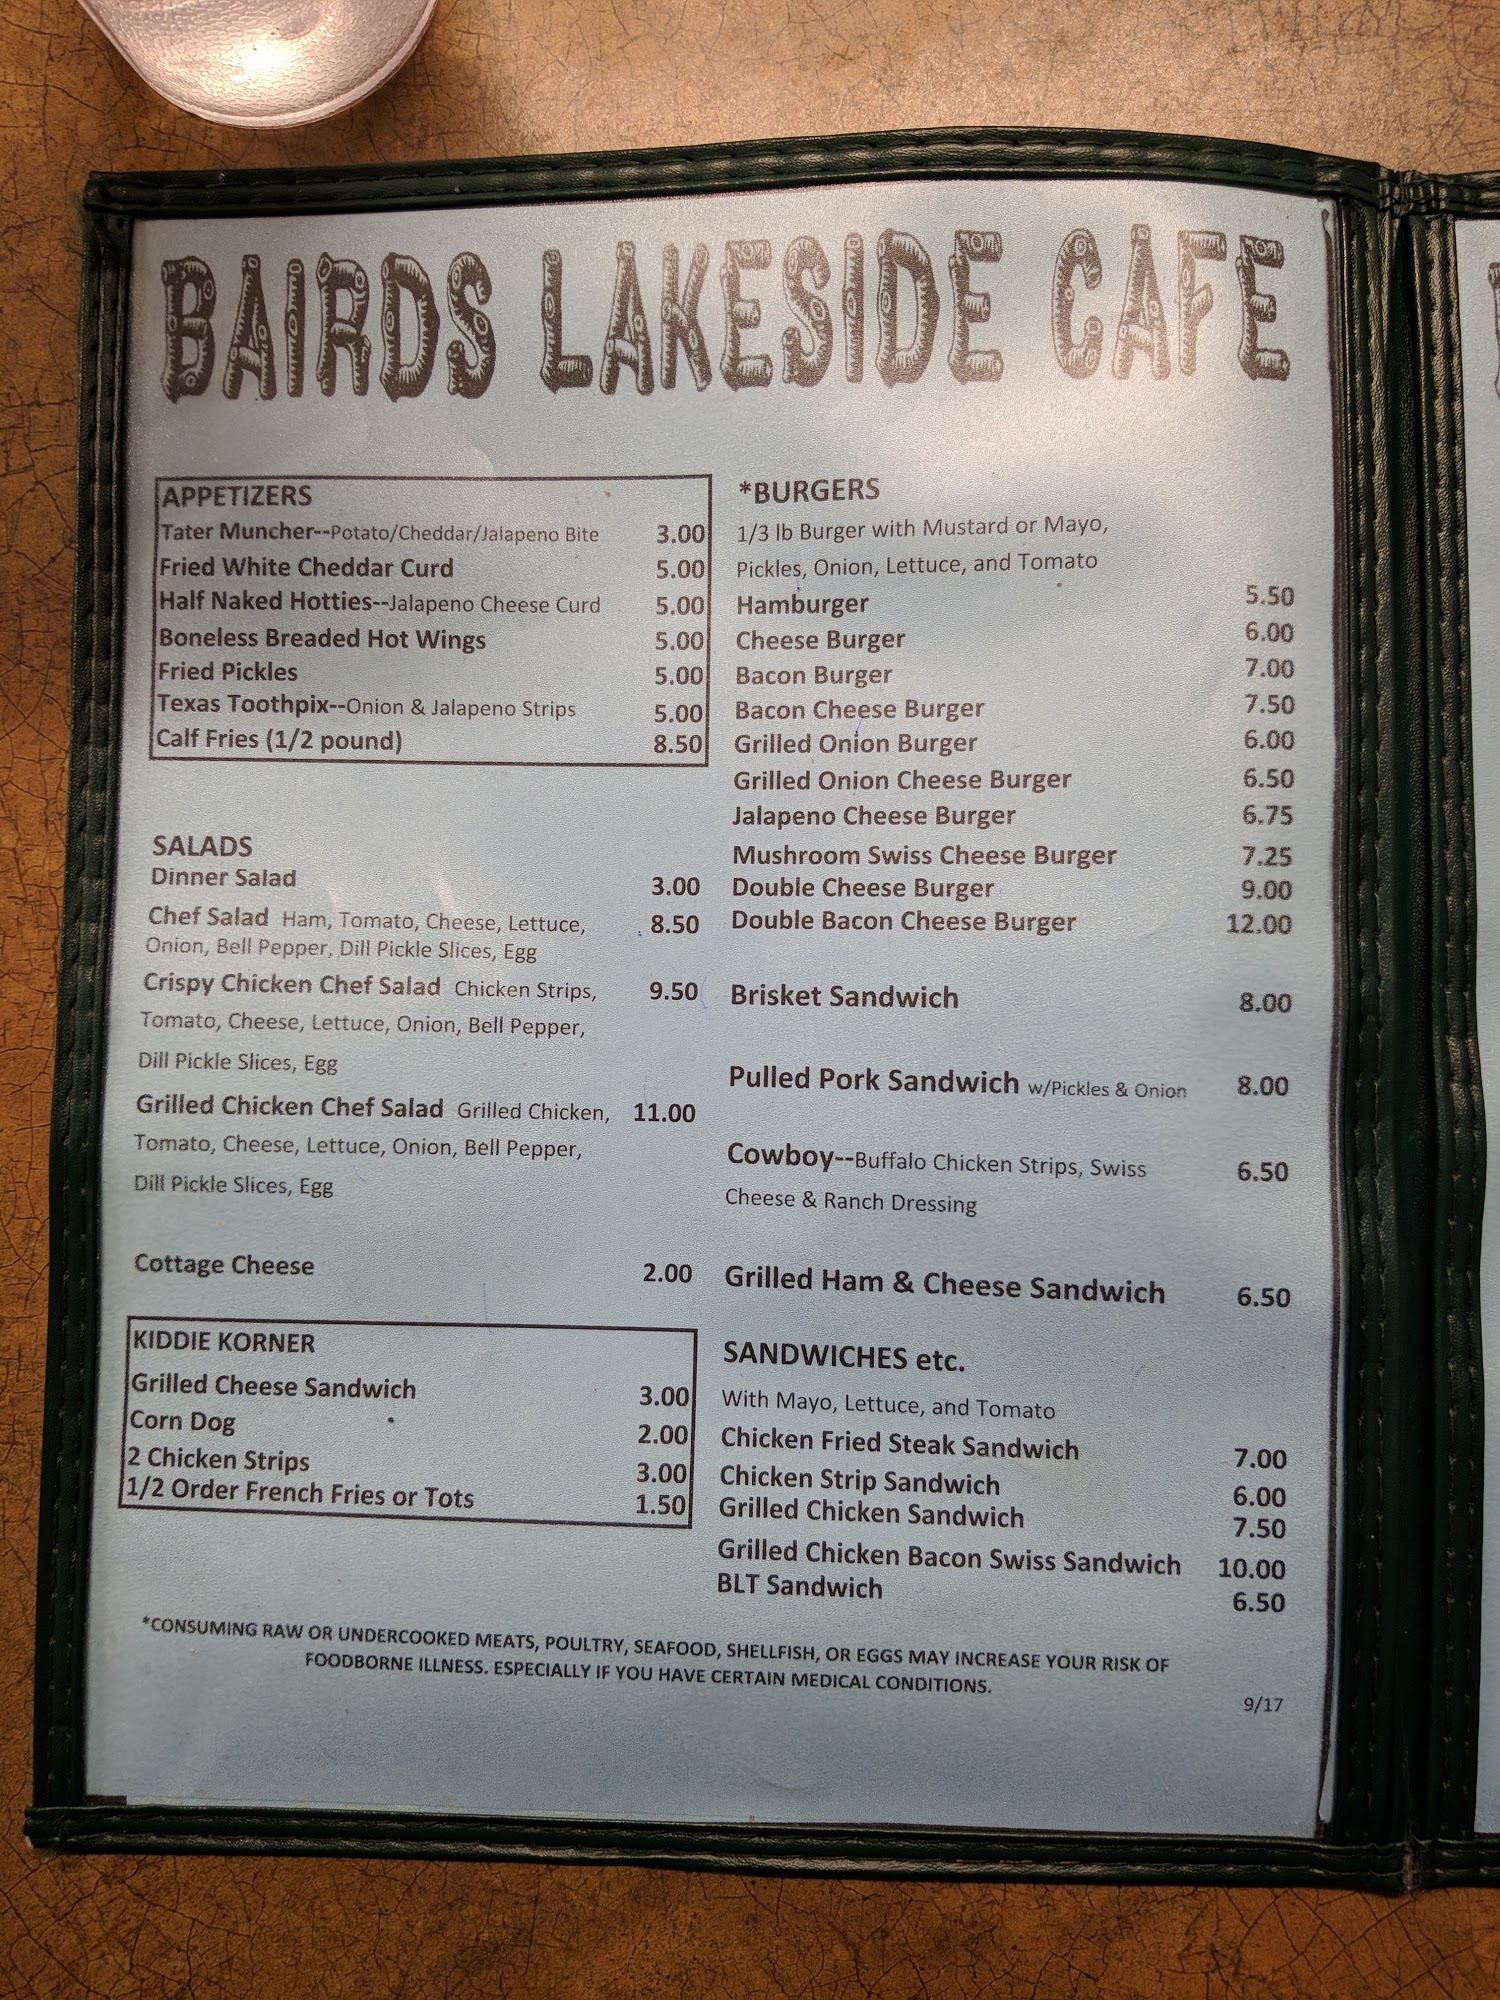 BAIRDS LAKESIDE CAFE
APPETIZERS
Tater Muncher--Potato/Cheddar/Jalapeno Bite 3.00
Fried White Cheddar Curd 5.00
Half Naked Hotties--Jalapeno Cheese Curd 5.00
Boneless Breaded Hot Wings 5.00
Fried Pickles 5.00
Texas Toothpix--Onion & Jalapeno Strips 5.00
Calf Fries (1/2 pound) 8.50
SALADS
Dinner Salad 3.00
Chef Salad Ham, Tomato, Cheese, Lettuce, 8.50
Onion, Bell Pepper, Dill Pickle Slices, Egg
Crispy Chicken Chef Salad Chicken Strips, 9.50
Tomato, Cheese, Lettuce, Onion, Bell Pepper,
Dill Pickle Slices, Egg
Grilled Chicken Chef Salad Grilled Chicken, 11.00
Tomato, Cheese, Lettuce, Onion, Bell Pepper,
Dill Pickle Slices, Egg
Cottage Cheese 2.00
KIDDIE KORNER
Grilled Cheese Sandwich 3.00
Corn Dog 2.00
2 Chicken Strips 3.00
1/2 Order French Fries or Tots 1.50
*BURGERS
1/3 lb Burger with Mustard or Mayo,
Pickles, Onion, Lettuce, and Tomato
Hamburger 5.50
Cheese Burger 6.00
Bacon Burger 7.00
Bacon Cheese Burger 7.50
Grilled Onion Burger 6.00
Grilled Onion Cheese Burger 6.50
Jalapeno Cheese Burger 6.75
Mushroom Swiss Cheese Burger 7.25
Double Cheese Burger 9.00
Double Bacon Cheese Burger 12.00
Brisket Sandwich 8.00
Pulled Pork Sandwich w/Pickles & Onion 8.00
Cowboy--Buffalo Chicken Strips, Swiss 6.50
Cheese & Ranch Dressing
Grilled Ham & Cheese Sandwich 6.50
SANDWICHES etc.
With Mayo, Lettuce, and Tomato
Chicken Fried Steak Sandwich 7.00
Chicken Strip Sandwich 6.00
Grilled Chicken Sandwich 7.50
Grilled Chicken Bacon Swiss Sandwich 10.00
BLT Sandwich 6.50
*CONSUMING RAW OR UNDERCOOKED MEATS, POULTRY, SEAFOOD, SHELLFISH, OR EGGS MAY INCREASE YOUR RISK OF
FOODBORNE ILLNESS. ESPECIALLY IF YOU HAVE CERTAIN MEDICAL CONDITIONS.
9/17